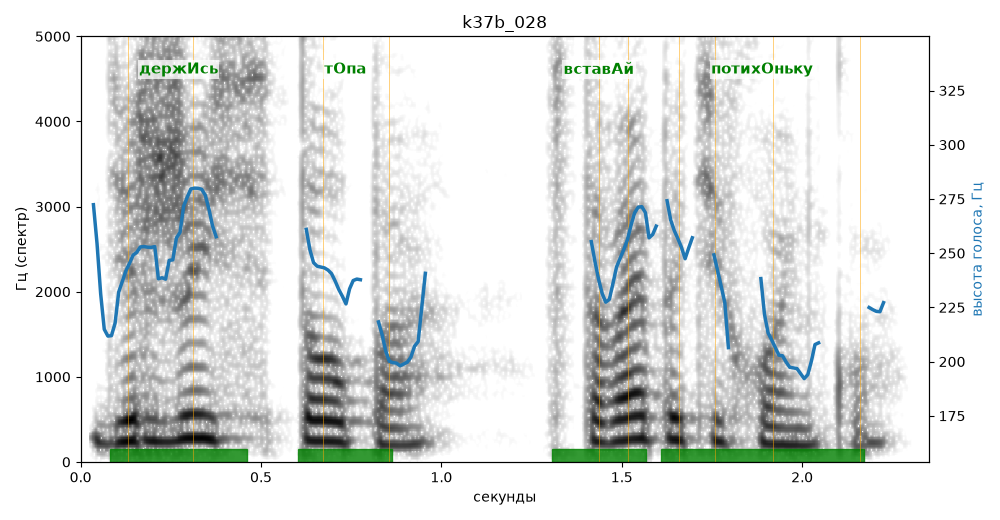 k37b_028
держИсь тОпа вставАй потихОньку
5000
4000
3000
2000
1000
0
Гц (спектр)
325
300
275
250
225
200
175
высота голоса, Гц
0.0 0.5 1.0 1.5 2.0
секунды